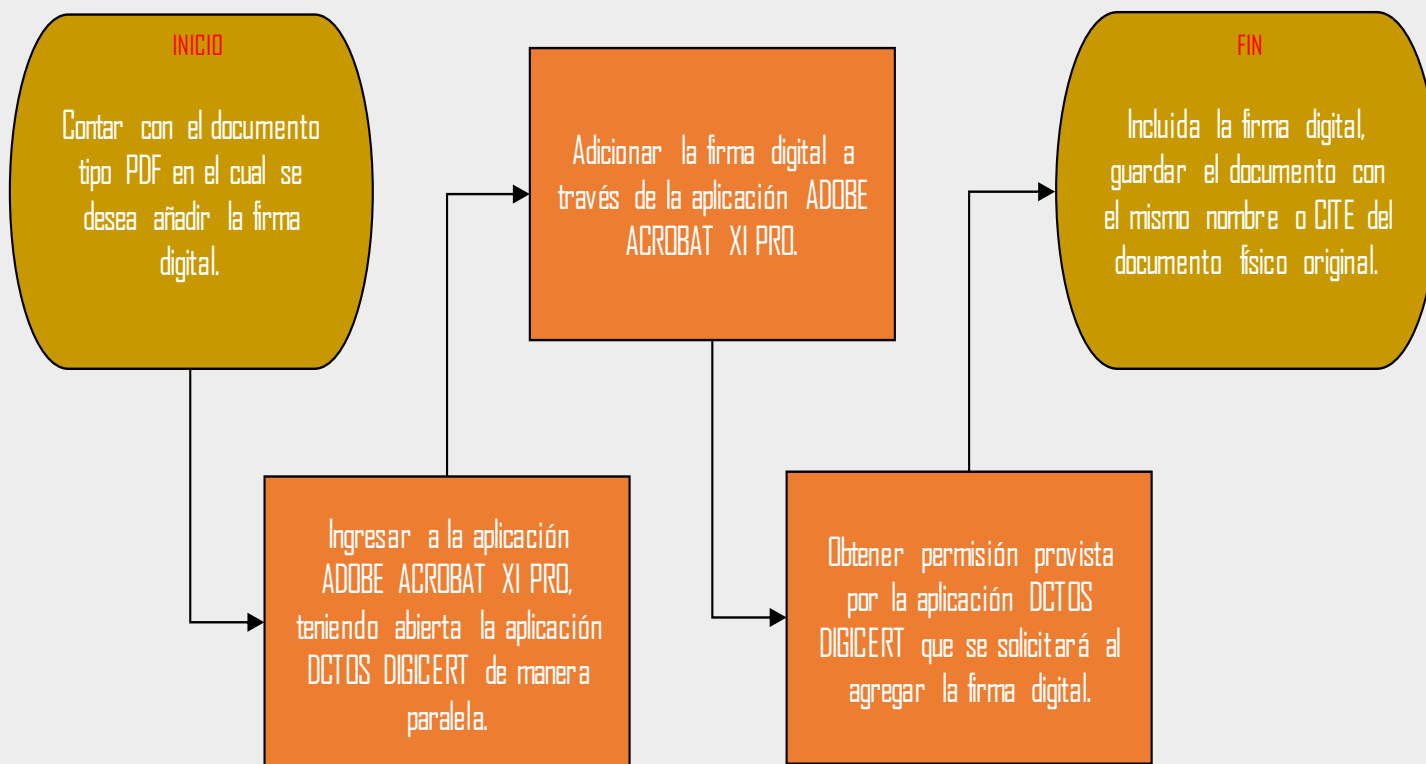 INICIO
Contar con el documento
tipo PDF en el cual se
desea añadir la firma
digital.
Ingresar a la aplicación
ADOBE ACROBAT XI PRO,
teniendo abierta la aplicación
DCTOS DIGICERT de manera
paralela.
Adicionar la firma digital a
través de la aplicación ADOBE
ACROBAT XI PRO.
Obtener permisión provista
por la aplicación DCTOS
DIGICERT que se solicitará al
agregar la firma digital.
FIN
Incluida la firma digital,
guardar el documento con
el mismo nombre o CITE del
documento físico original.